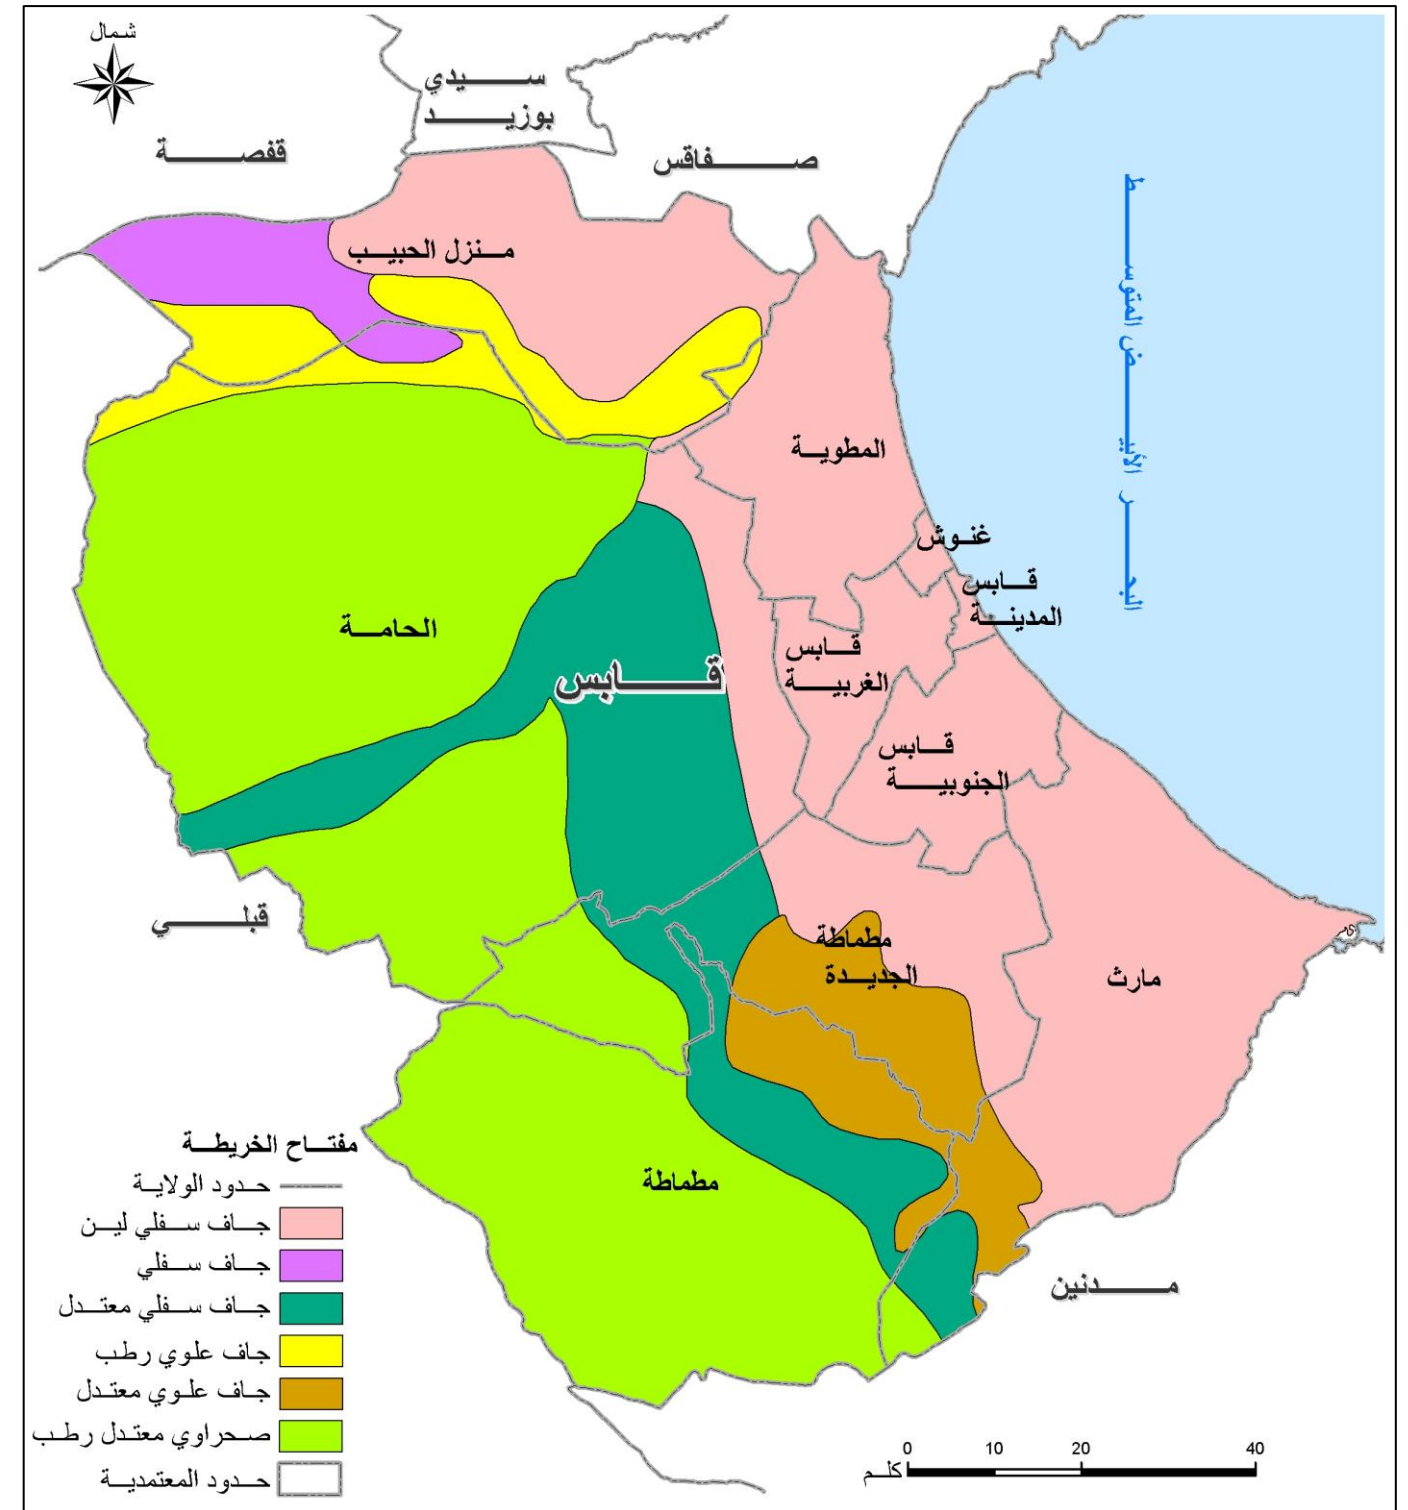 شمال
سيدي
بوزيد
قفصة
صفاقس
البحر الأبيض المتوسط
منزل الحبيب
المطوية
غنوش
قابس
المدينة
الحامة
قابس
الغربية
قابس
قابس
الجنوبية
قبلي
مطماطة
الجديدة
مارث
مطماطة
مدنين
مفتاح الخريطة
حدود الولاية
جاف سفلي لين
جاف سفلي
جاف سفلي معتدل
جاف علوي رطب
جاف علوي معتدل
صحراوي معتدل رطب
حدود المعتمدية
0 10 20 40
كلم